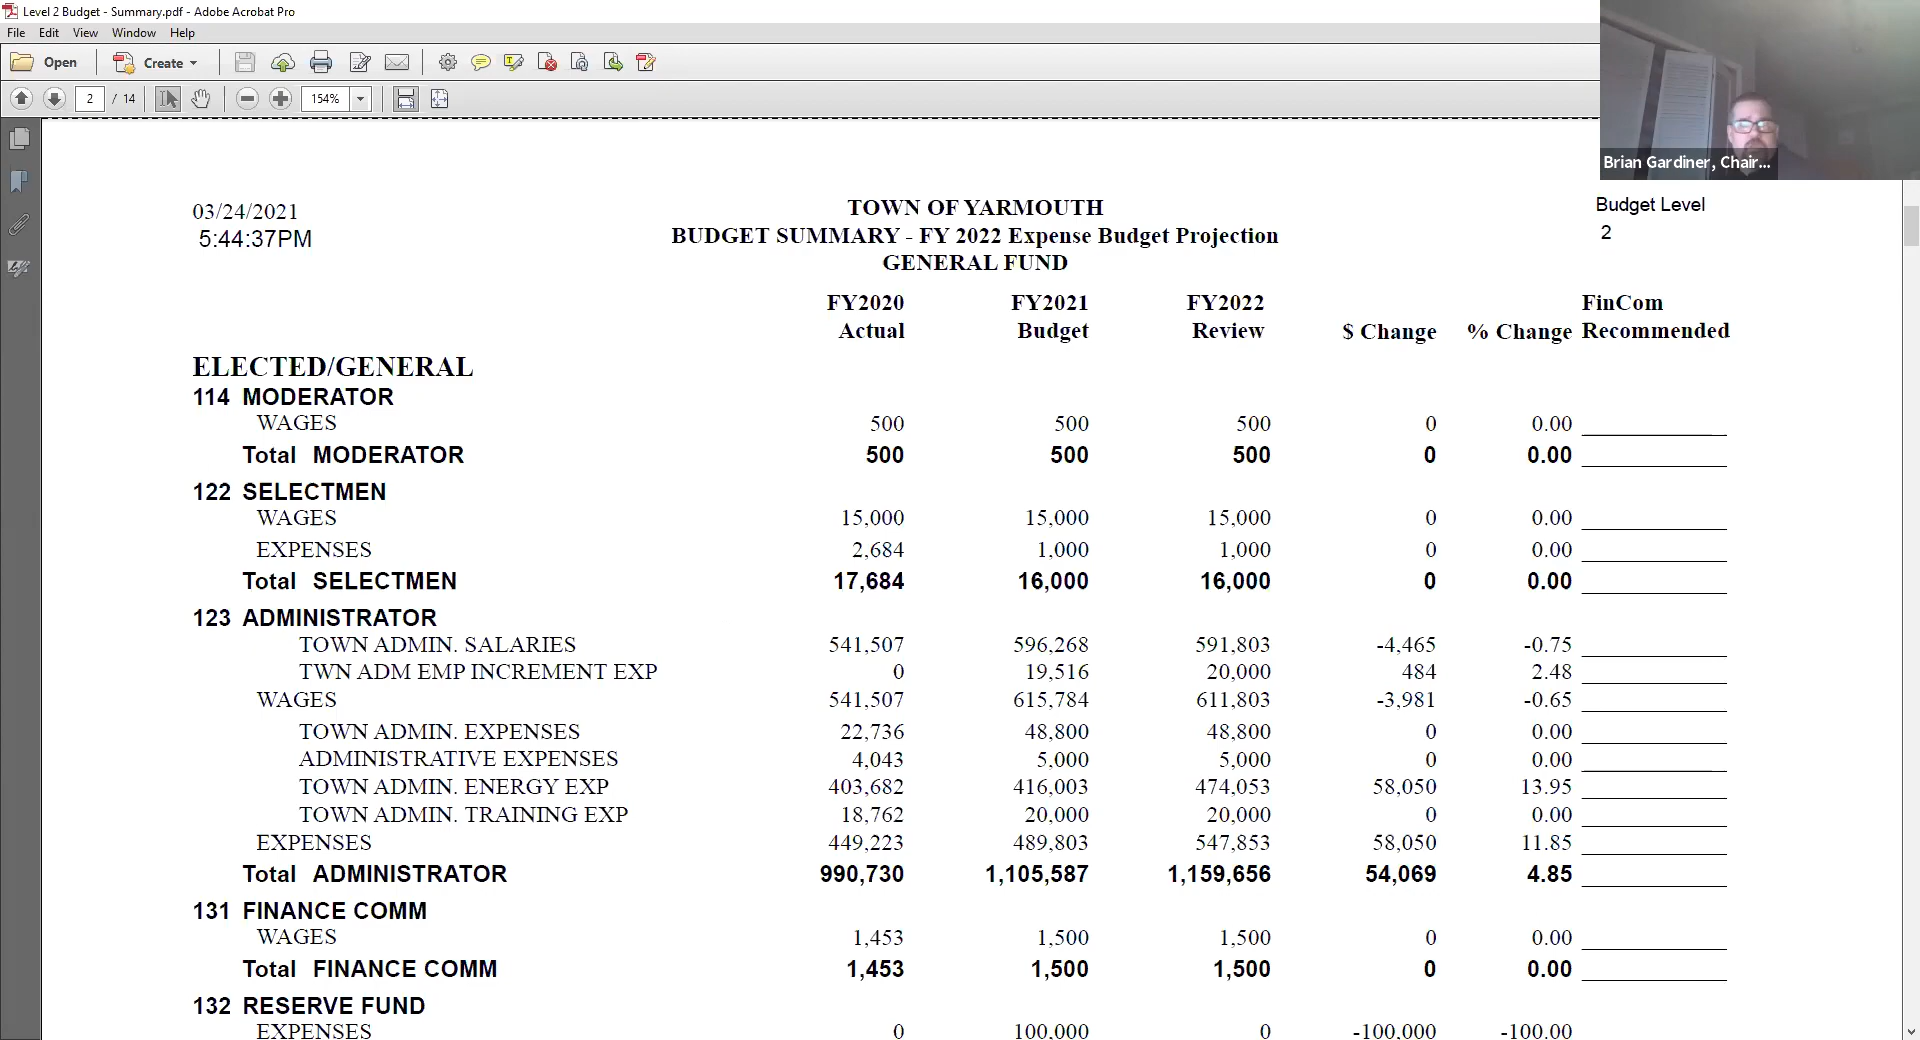 Level 2 Budget - Summary.pdf - Adobe Acrobat Pro
File Edit View Window Help
Open Create
2 / 14 154%
Brian Gardiner, Chair...
03/24/2021 TOWN OF YARMOUTH Budget Level
5:44:37PM BUDGET SUMMARY - FY 2022 Expense Budget Projection 2
GENERAL FUND
FY2020 FY2021 FY2022 FinCom
Actual Budget Review $ Change % Change Recommended
ELECTED/GENERAL
114 MODERATOR
WAGES 500 500 500 0 0.00
Total MODERATOR 500 500 500 0 0.00
122 SELECTMEN
WAGES 15,000 15,000 15,000 0 0.00
EXPENSES 2,684 1,000 1,000 0 0.00
Total SELECTMEN 17,684 16,000 16,000 0 0.00
123 ADMINISTRATOR
TOWN ADMIN. SALARIES 541,507 596,268 591,803 -4,465 -0.75
TWN ADM EMP INCREMENT EXP 0 19,516 20,000 484 2.48
WAGES 541,507 615,784 611,803 -3,981 -0.65
TOWN ADMIN. EXPENSES 22,736 48,800 48,800 0 0.00
ADMINISTRATIVE EXPENSES 4,043 5,000 5,000 0 0.00
TOWN ADMIN. ENERGY EXP 403,682 416,003 474,053 58,050 13.95
TOWN ADMIN. TRAINING EXP 18,762 20,000 20,000 0 0.00
EXPENSES 449,223 489,803 547,853 58,050 11.85
Total ADMINISTRATOR 990,730 1,105,587 1,159,656 54,069 4.85
131 FINANCE COMM
WAGES 1,453 1,500 1,500 0 0.00
Total FINANCE COMM 1,453 1,500 1,500 0 0.00
132 RESERVE FUND
EXPENSES 0 100,000 0 -100,000 -100.00